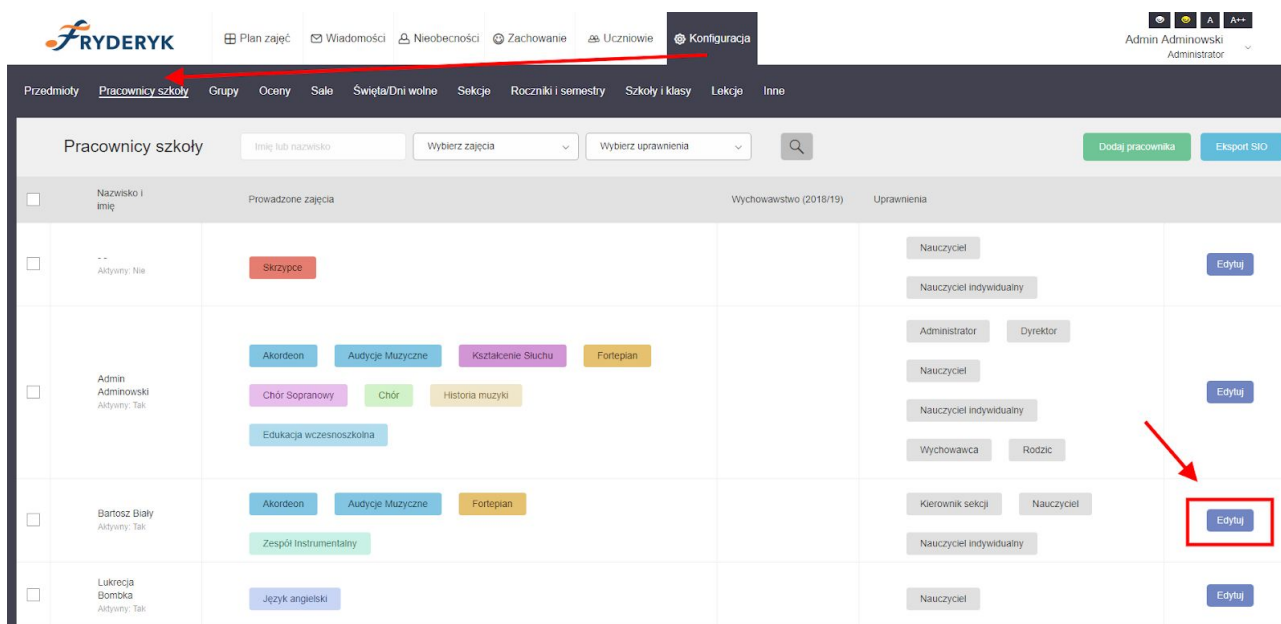 FRYDERYK
Plan zajęć Wiadomości Nieobecności Zachowanie Uczniowie Konfiguracja
A A++
Admin Adminowski
Administrator
Przedmioty Pracownicy szkoły Grupy Oceny Sale Święta/Dni wolne Sekcje Roczniki i semestry Szkoły i klasy Lekcje Inne
Pracownicy szkoły Imię lub nazwisko Wybierz zajęcia Wybierz uprawnienia Dodaj pracownika Eksport SIO
Nazwisko i
imię
Prowadzone zajęcia
Wychowawstwo (2018/19)
Uprawnienia
- -
Aktywny: Nie
Skrzypce
Nauczyciel
Nauczyciel indywidualny
Edytuj
Admin
Adminowski
Aktywny: Tak
Akordeon Audycje Muzyczne Kształcenie Słuchu Fortepian
Chór Sopranowy Chór Historia muzyki
Edukacja wczesnoszkolna
Administrator Dyrektor
Nauczyciel
Nauczyciel indywidualny
Wychowawca Rodzic
Edytuj
Bartosz Biały
Aktywny: Tak
Akordeon Audycje Muzyczne Fortepian
Zespół Instrumentalny
Kierownik sekcji Nauczyciel
Nauczyciel indywidualny
Edytuj
Lukrecja
Bombka
Aktywny: Tak
Język angielski
Nauczyciel
Edytuj